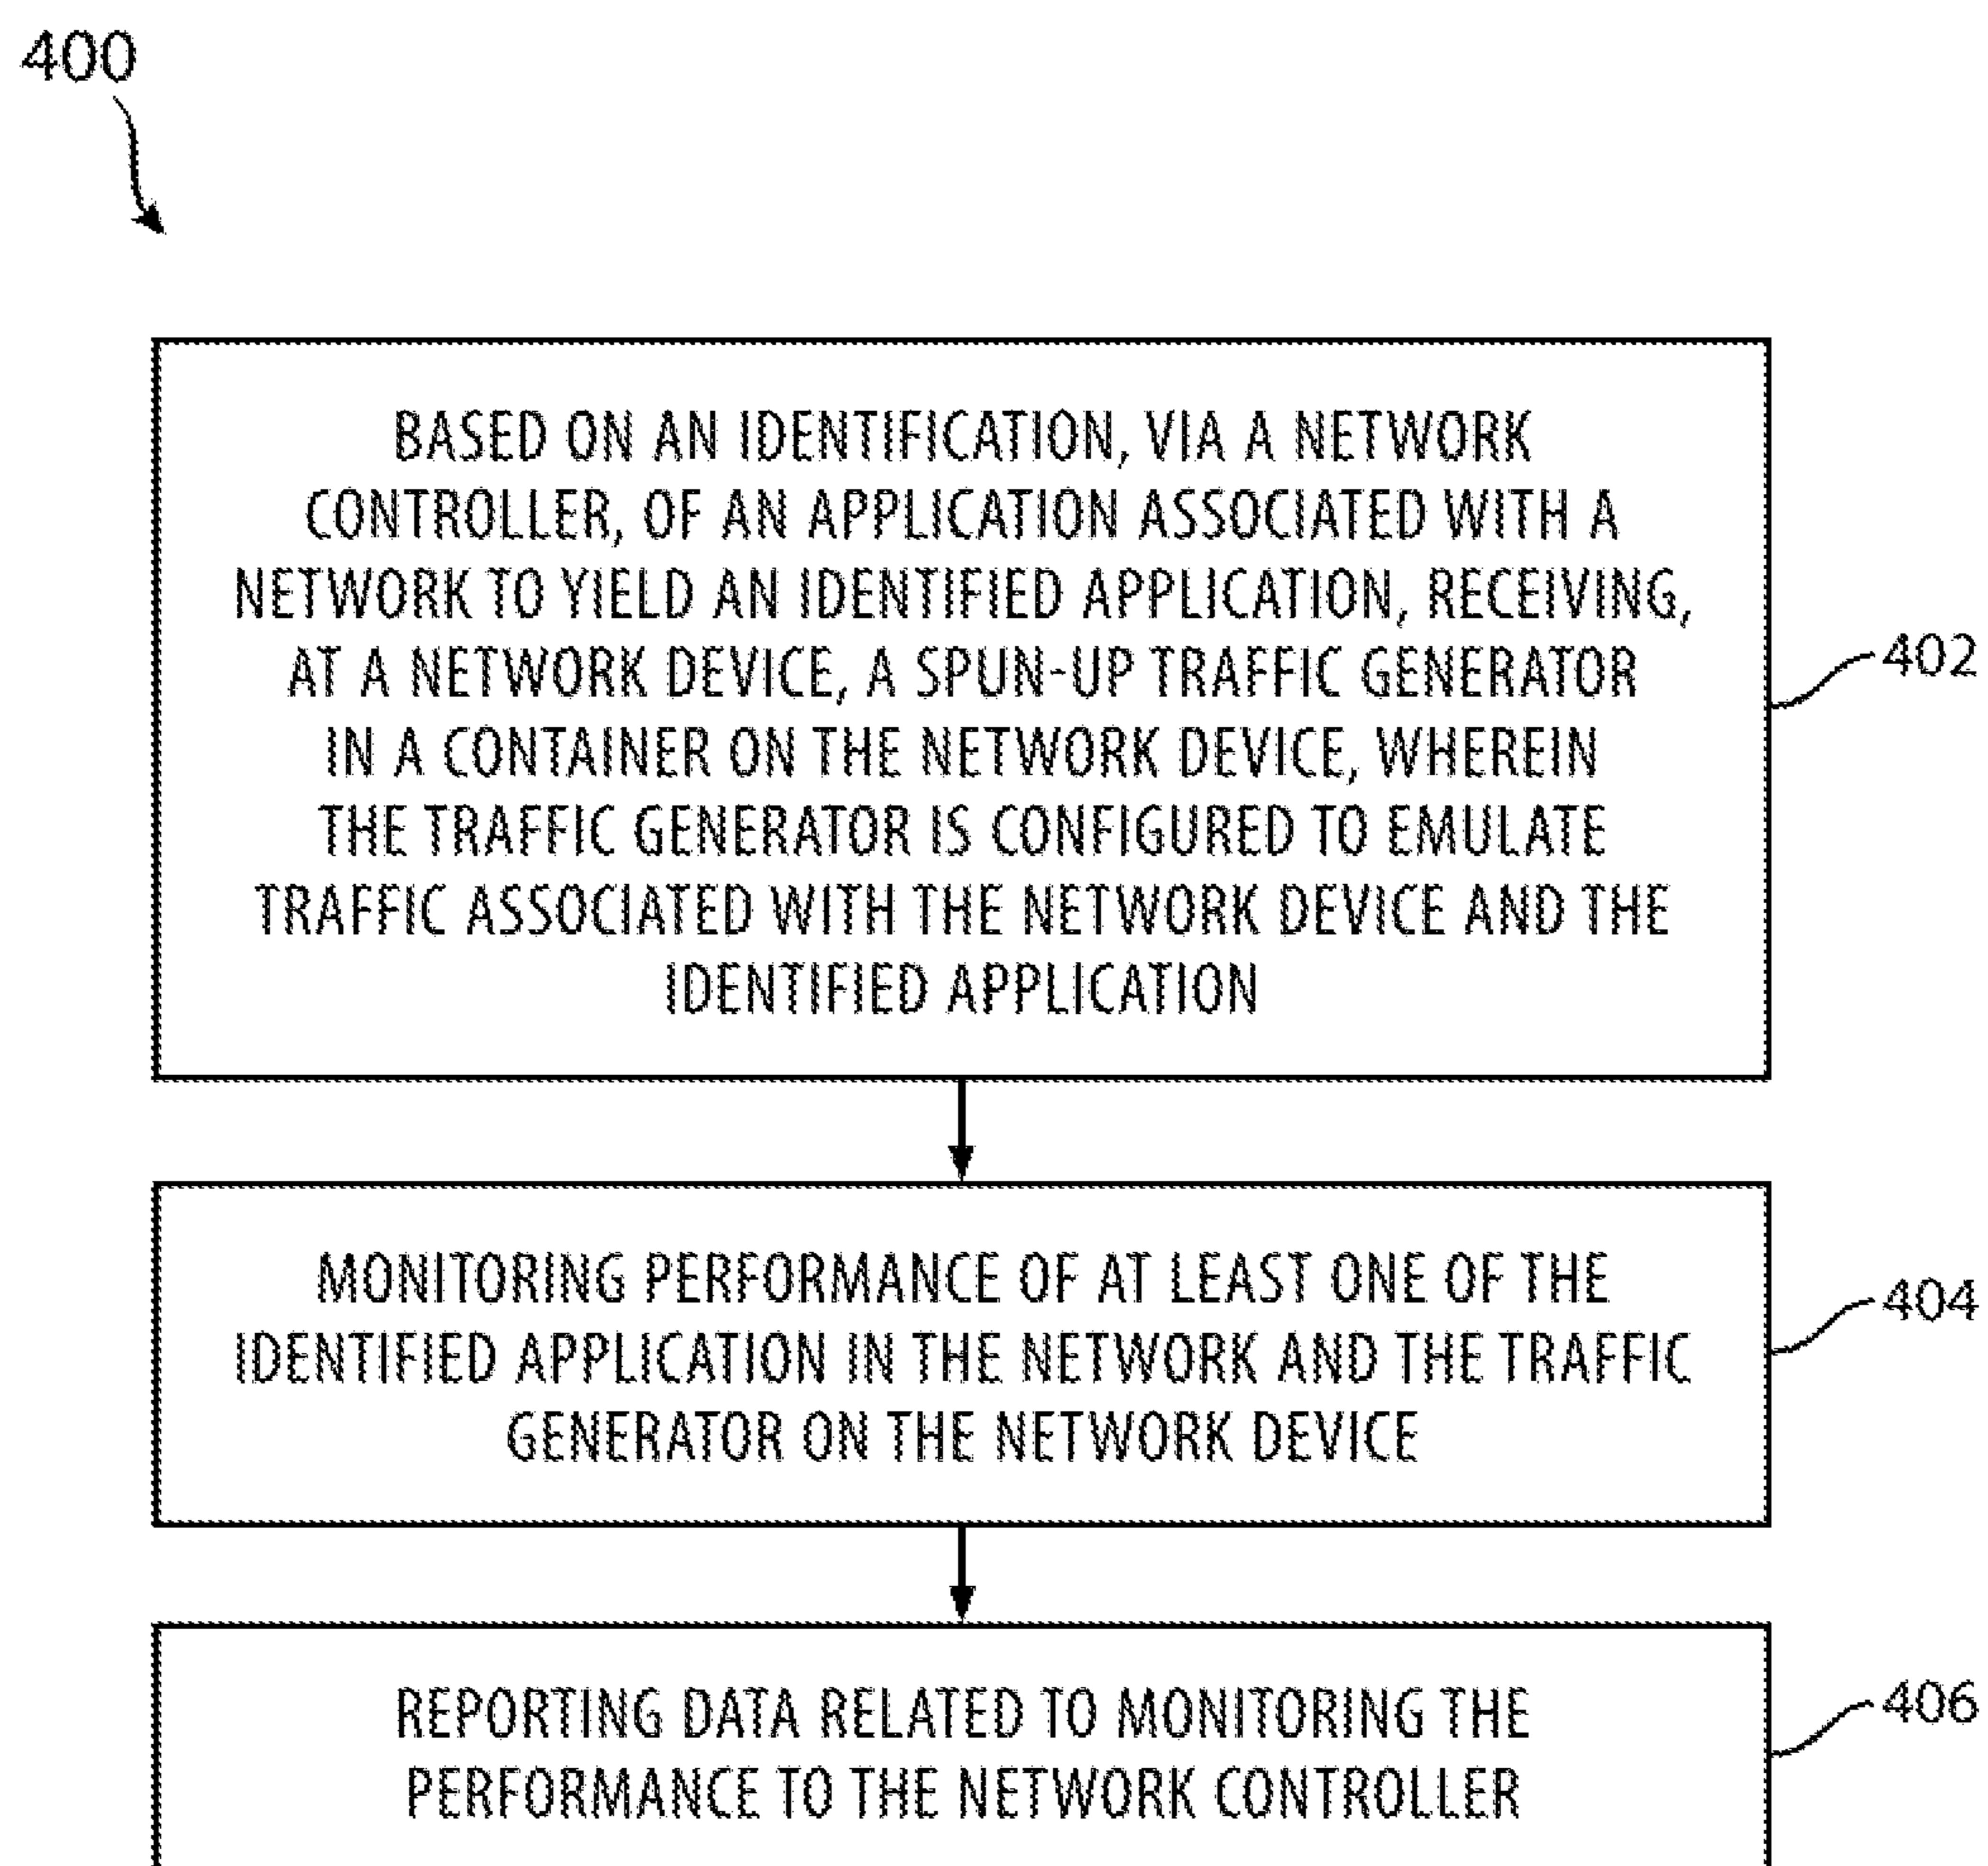 400
BASED ON AN IDENTIFICATION, VIA A NETWORK
CONTROLLER, OF AN APPLICATION ASSOCIATED WITH A
NETWORK TO YIELD AN IDENTIFIED APPLICATION, RECEIVING,
AT A NETWORK DEVICE, A SPUN-UP TRAFFIC GENERATOR
IN A CONTAINER ON THE NETWORK DEVICE, WHEREIN
THE TRAFFIC GENERATOR IS CONFIGURED TO EMULATE
TRAFFIC ASSOCIATED WITH THE NETWORK DEVICE AND THE
IDENTIFIED APPLICATION
402
MONITORING PERFORMANCE OF AT LEAST ONE OF THE
IDENTIFIED APPLICATION IN THE NETWORK AND THE TRAFFIC
GENERATOR ON THE NETWORK DEVICE
404
REPORTING DATA RELATED TO MONITORING THE
PERFORMANCE TO THE NETWORK CONTROLLER
406